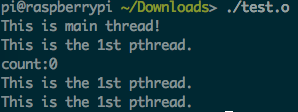 pi@raspberrypi ~/Downloads> ./test.o
This is main thread!
This is the 1st pthread.
count:0
This is the 1st pthread.
This is the 1st pthread.